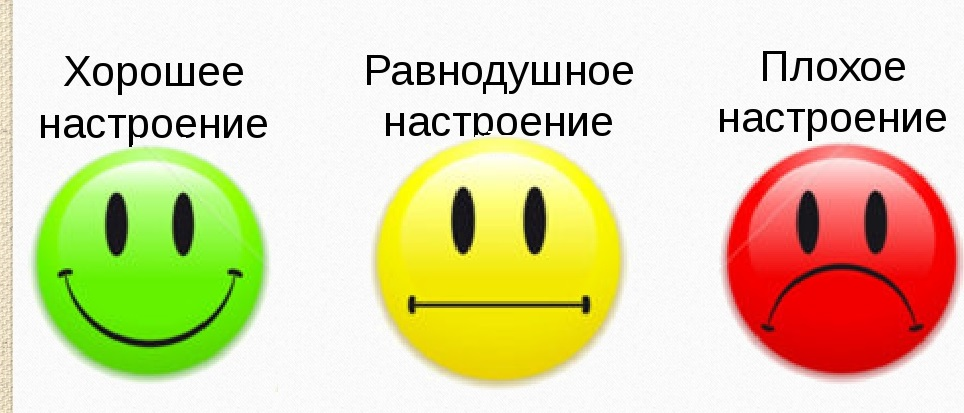 Хорошее
настроение
Равнодушное
настроение
Плохое
настроение